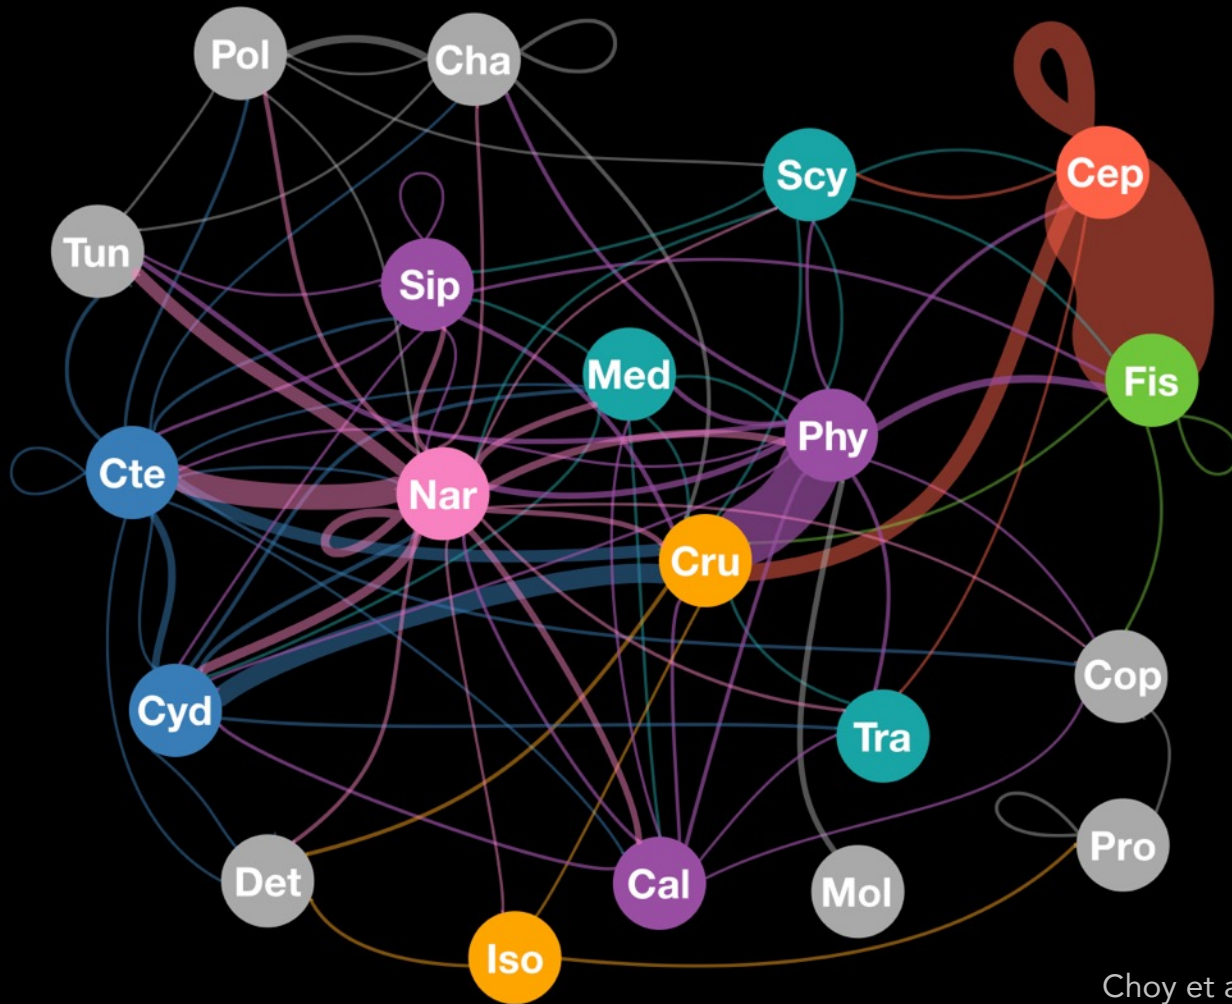 Pol
Cha
Scy
Cep
Tun
Sip
Med
Fis
Phy
Cte
Nar
Cru
Cop
Cyd
Tra
Pro
Det
Cal
Mol
Iso
Choy et a